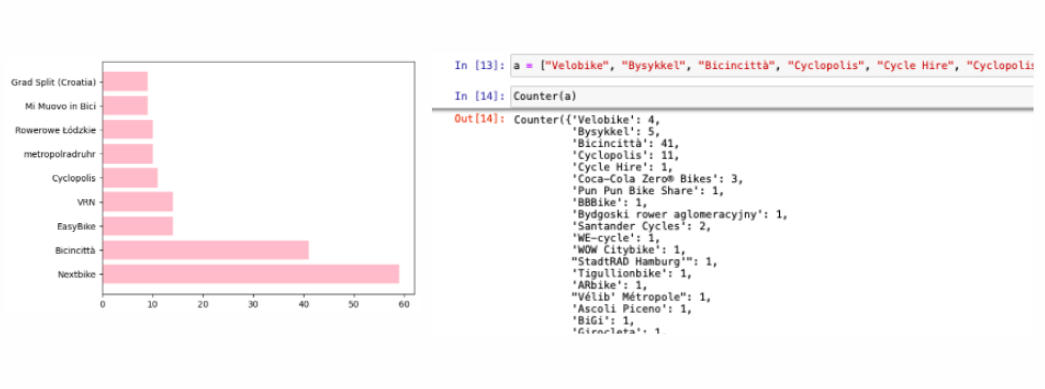 Grad Split (Croatia)
Mi Muovo in Bici
Rowerowe Łódzkie
metropolradruhr
Cyclopolis
VRN
EasyBike
Bicincittà
Nextbike
0 10 20 30 40 50 60
In [13]: a = ["Velobike", "Bysykkel", "Bicincittà", "Cyclopolis", "Cycle Hire", "Cyclopolis
In [14]: Counter(a)
Out[14]: Counter({'Velobike': 4,
'Bysykkel': 5,
'Bicincittà': 41,
'Cyclopolis': 11,
'Cycle Hire': 1,
'Coca-Cola Zero® Bikes': 3,
'Pun Pun Bike Share': 1,
'BBBike': 1,
'Bydgoski rower aglomeracyjny': 1,
'Santander Cycles': 2,
'WE-cycle': 1,
'WOW Citybike': 1,
"StadtRAD Hamburg'": 1,
'Tigullionbike': 1,
'ARbike': 1,
"Vélib' Métropole": 1,
'Ascoli Piceno': 1,
'BiGi': 1,
'Girocleta': 1,